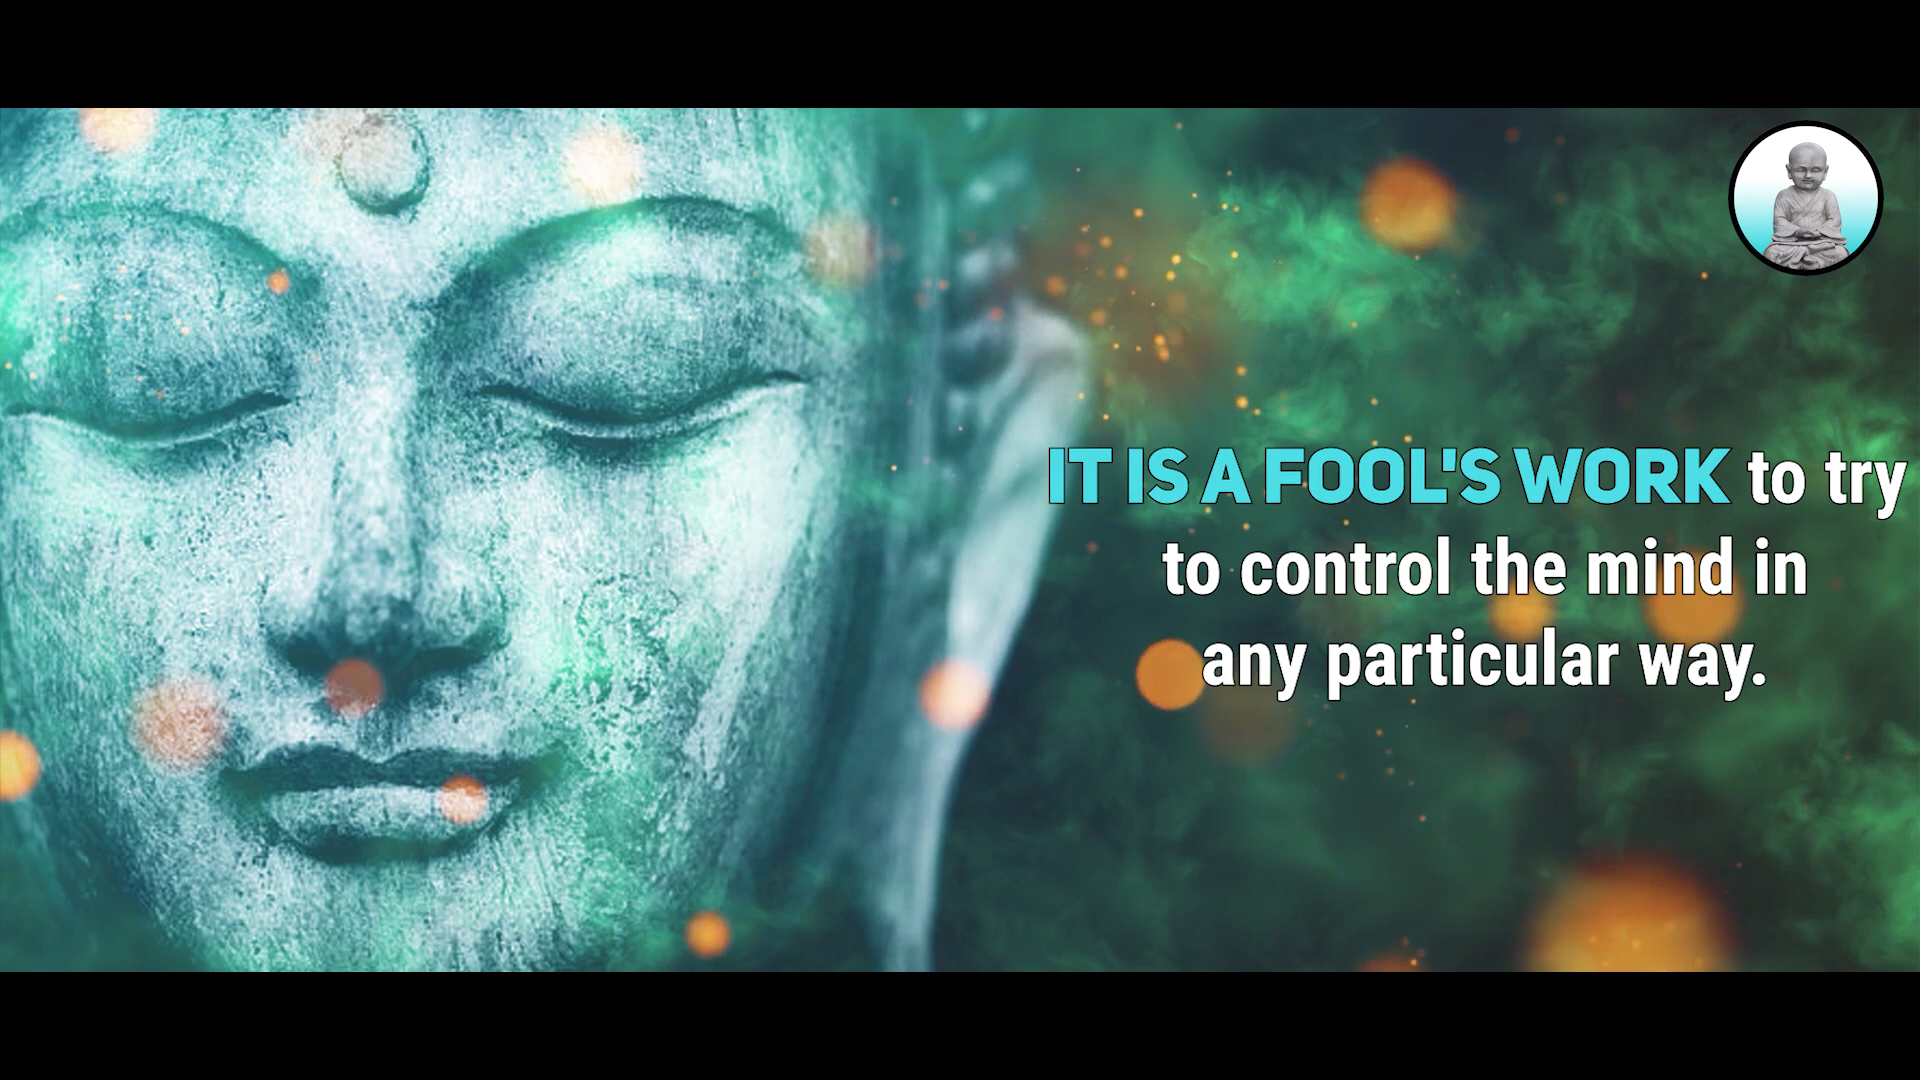 IT IS A FOOL'S WORK to try
to control the mind in
any particular way.